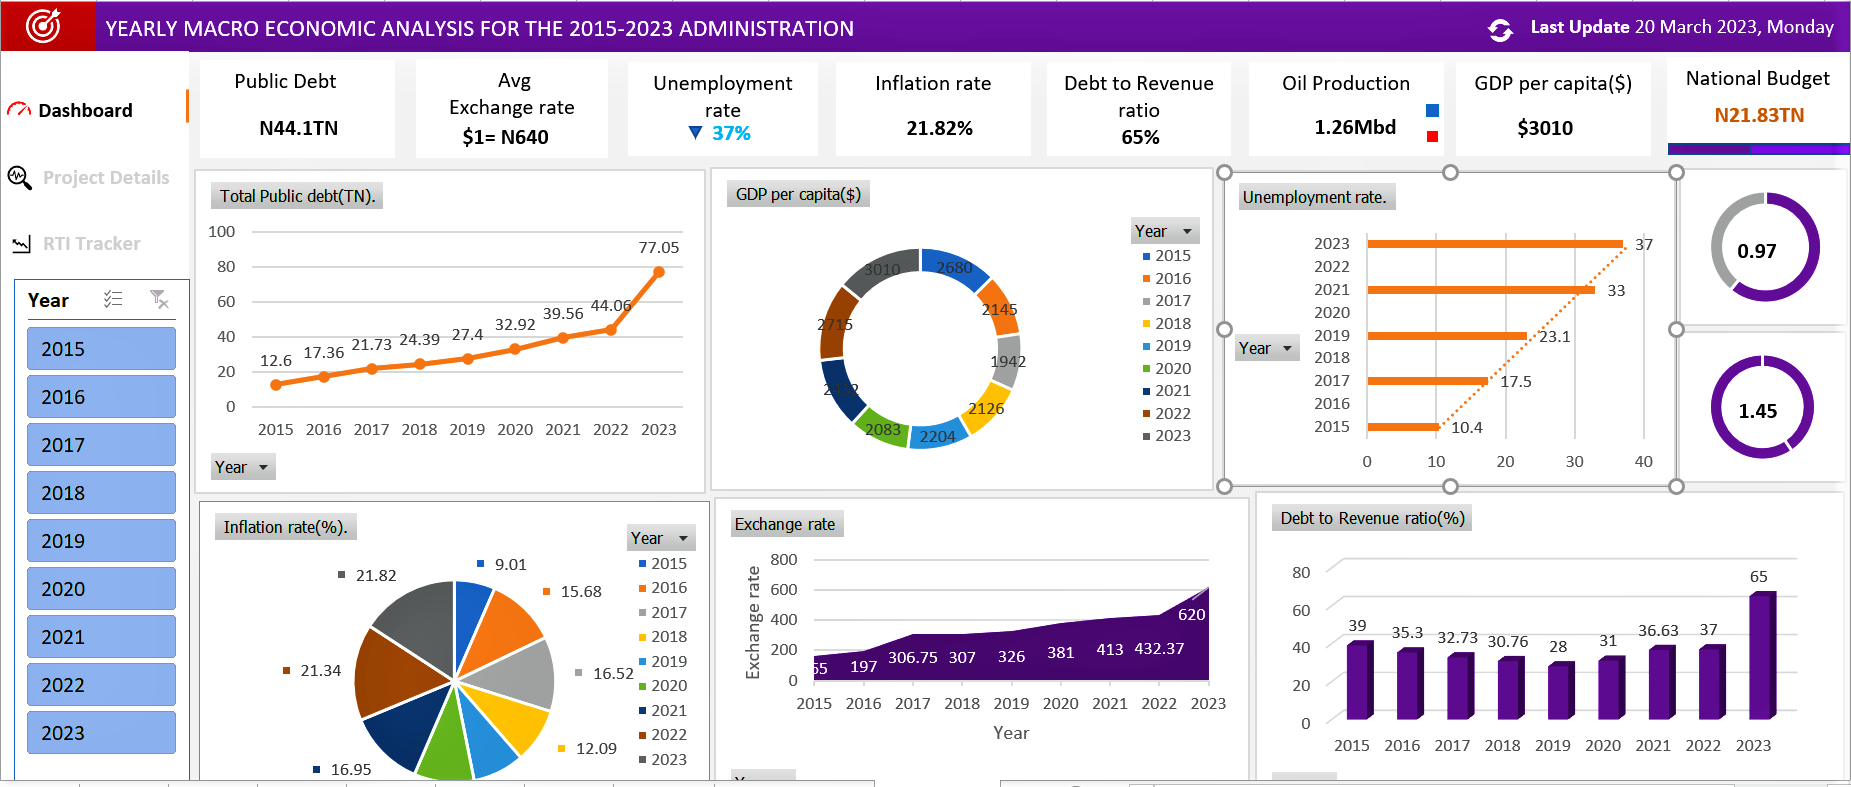 YEARLY MACRO ECONOMIC ANALYSIS FOR THE 2015-2023 ADMINISTRATION
Last Update 20 March 2023, Monday
Dashboard
Project Details
RTI Tracker
Year
2015
2016
2017
2018
2019
2020
2021
2022
2023
Public Debt
N44.1TN
Avg
Exchange rate
$1= N640
Unemployment
rate
37%
Inflation rate
21.82%
Debt to Revenue
ratio
65%
Oil Production
1.26Mbd
GDP per capita($)
$3010
National Budget
N21.83TN
Total Public debt(TN).
100
80
60
40
20
0
12.6
17.36
21.73
24.39
27.4
32.92
39.56
44.06
77.05
2015 2016 2017 2018 2019 2020 2021 2022 2023
Year
GDP per capita($)
Year
2015
2016
2017
2018
2019
2020
2021
2022
2023
2680
2145
1942
2126
2204
2083
2715
3010
Unemployment rate.
Year
2023
2022
2021
2020
2019
2018
2017
2016
2015
37
33
23.1
17.5
10.4
0 10 20 30 40
0.97
1.45
Inflation rate(%).
Year
2015
2016
2017
2018
2019
2020
2021
2022
2023
9.01
15.68
16.52
12.09
16.95
21.34
21.82
Exchange rate
Exchange rate
800
600
400
200
0
197
306.75
307
326
381
413
432.37
620
2015 2016 2017 2018 2019 2020 2021 2022 2023
Year
Debt to Revenue ratio(%)
80
60
40
20
0
39
35.3
32.73
30.76
28
31
36.63
37
65
2015 2016 2017 2018 2019 2020 2021 2022 2023